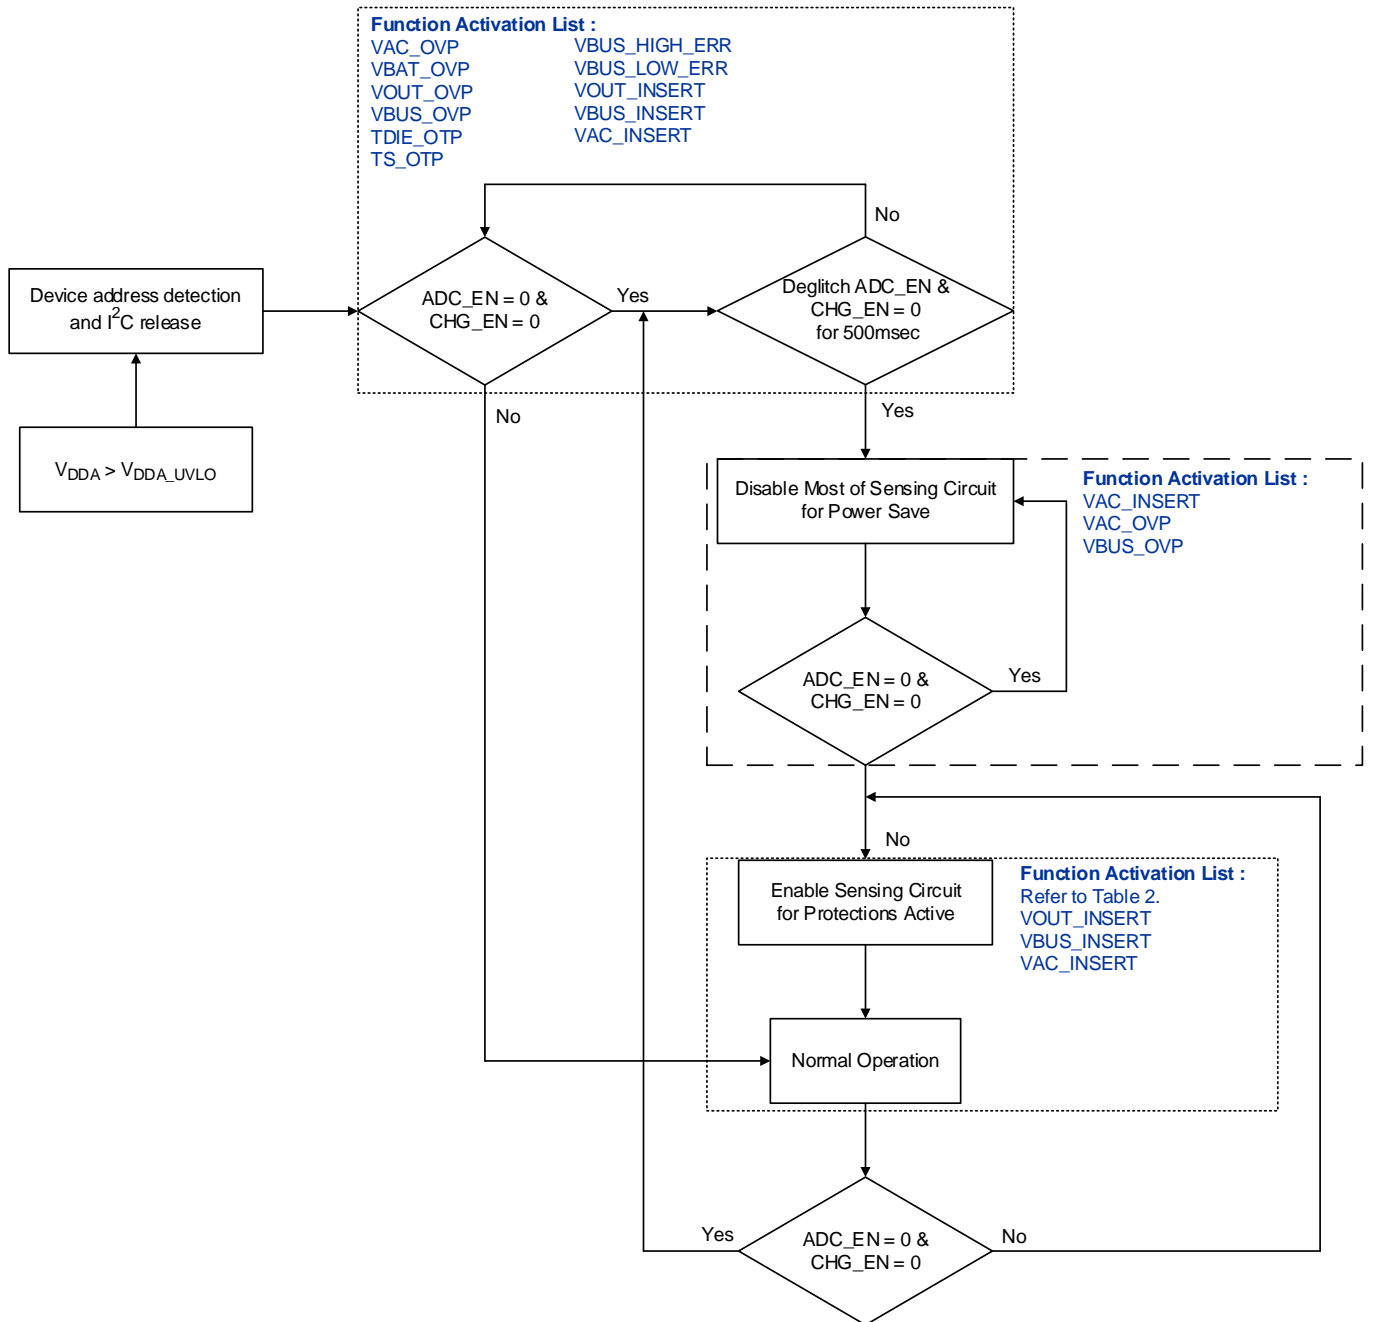 Function Activation List :
VAC_OVP
VBAT_OVP
VOUT_OVP
VBUS_OVP
TDIE_OTP
TS_OTP
VBUS_HIGH_ERR
VBUS_LOW_ERR
VOUT_INSERT
VBUS_INSERT
VAC_INSERT
No
Device address detection
and I2C release
ADC_EN = 0 &
CHG_EN = 0
Yes
Deglitch ADC_EN &
CHG_EN = 0
for 500msec
No
Yes
VDDA > VDDA_UVLO
Disable Most of Sensing Circuit
for Power Save
Function Activation List :
VAC_INSERT
VAC_OVP
VBUS_OVP
ADC_EN = 0 &
CHG_EN = 0
Yes
No
Enable Sensing Circuit
for Protections Active
Function Activation List :
Refer to Table 2.
VOUT_INSERT
VBUS_INSERT
VAC_INSERT
Normal Operation
Yes
ADC_EN = 0 &
CHG_EN = 0
No